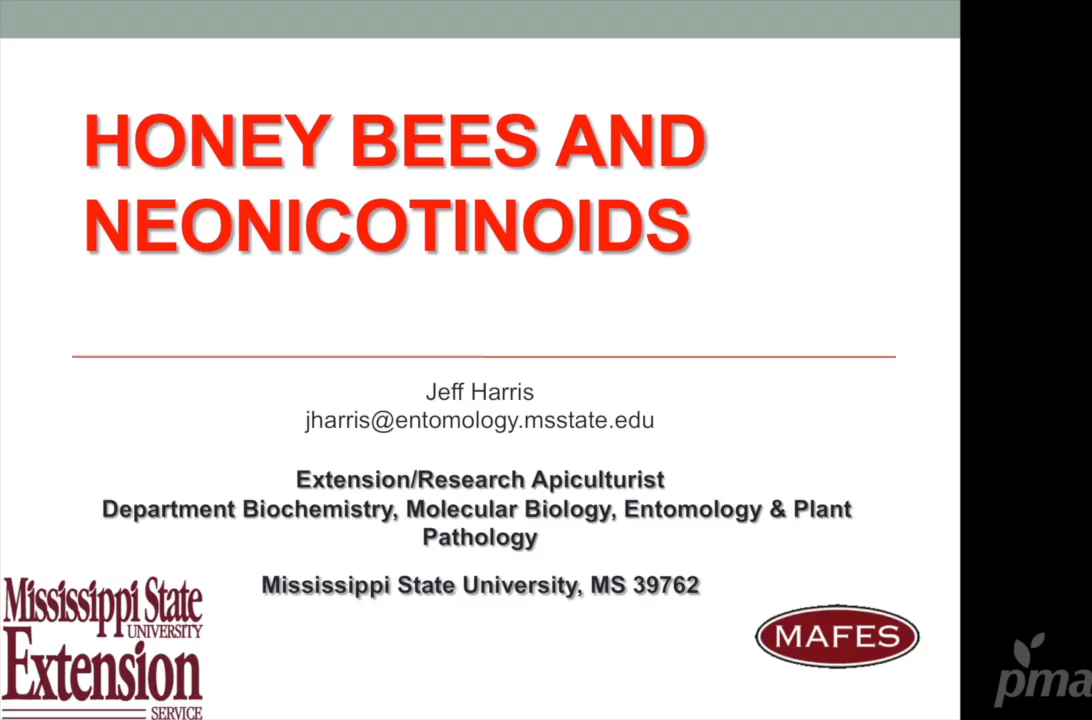 HONEY BEES AND
NEONICOTINOIDS
Jeff Harris
jharris@entomology.msstate.edu
Extension/Research Apiculturist
Department Biochemistry, Molecular Biology, Entomology & Plant
Pathology
Mississippi State University, MS 39762
Mississippi State
UNIVERSITY
Extension
SERVICE
MAFES
pma